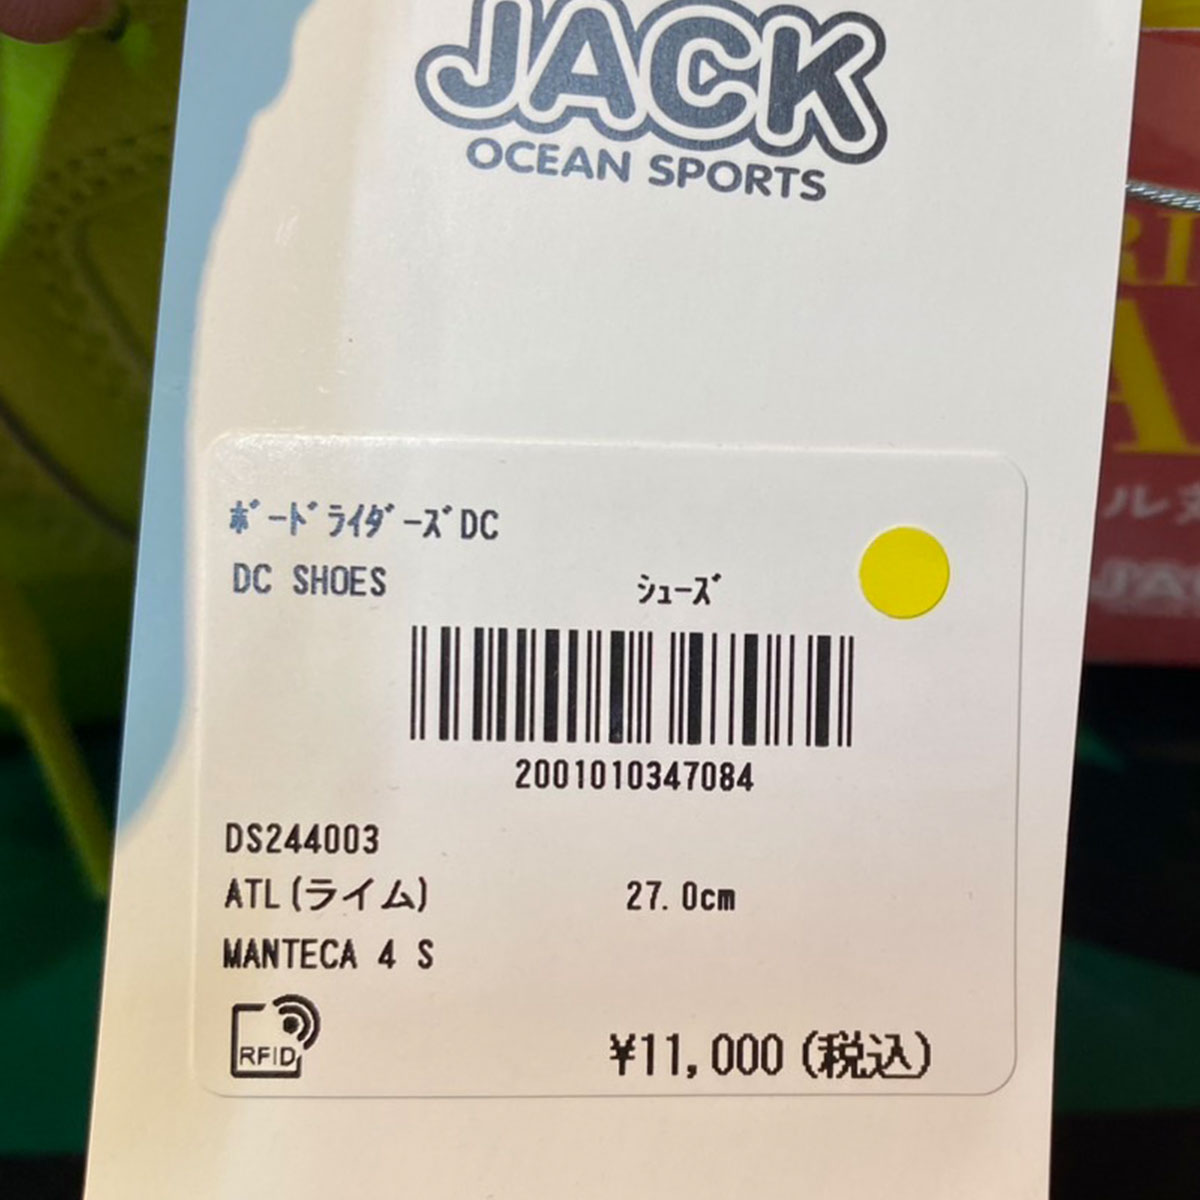 JACK
OCEAN SPORTS
ﾎﾞｰﾄﾞﾗｲﾀﾞｰｽﾞDC
DC SHOES
ｼｭｰｽﾞ
2001010347084
DS244003
ATL(ライム)
27.0cm
MANTECA 4 S
RFID
¥11,000(税込)